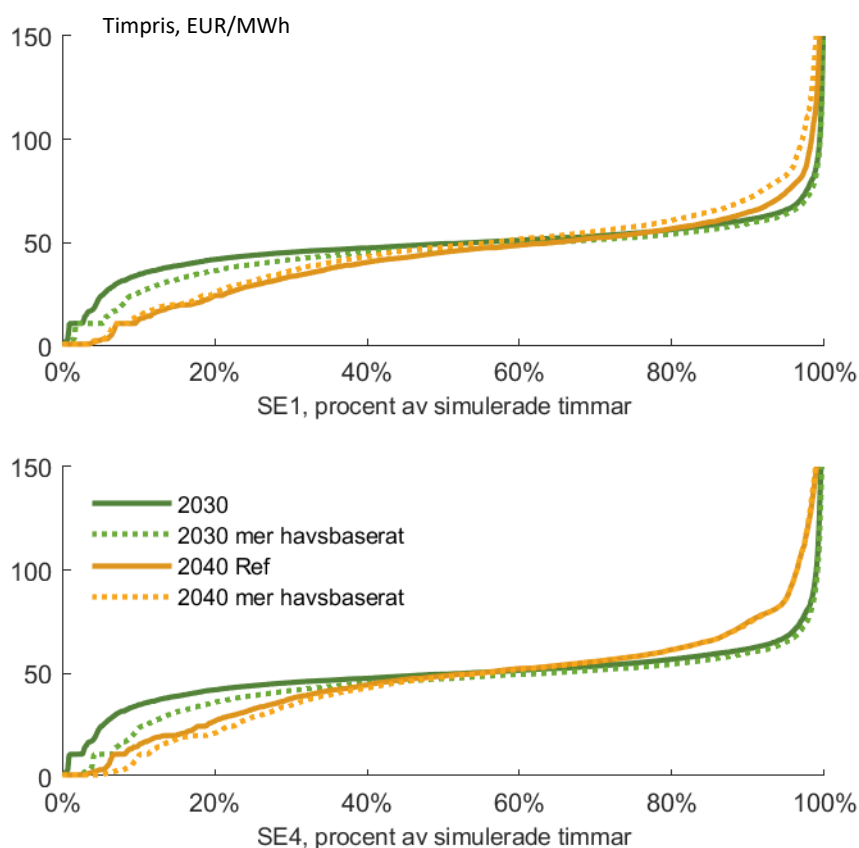 Timpris, EUR/MWh
150
100
50
0
0% 20% 40% 60% 80% 100%
SE1, procent av simulerade timmar
150
2030
2030 mer havsbaserat
100
2040 Ref
2040 mer havsbaserat
50
0
0% 20% 40% 60% 80% 100%
SE4, procent av simulerade timmar